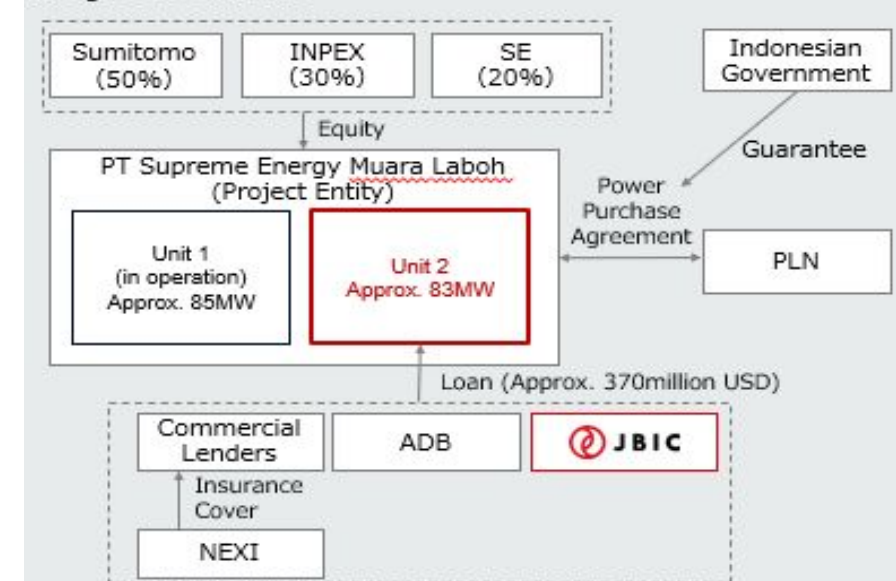 Sumitomo
(50%)
INPEX
(30%)
SE
(20%)
Indonesian
Government
Equity
Guarantee
PT Supreme Energy Muara Laboh
(Project Entity)
Power
Purchase
Agreement
Unit 1
(in operation)
Approx. 85MW
Unit 2
Approx. 83MW
PLN
Loan (Approx. 370million USD)
Commercial
Lenders
ADB
JBIC
Insurance
Cover
NEXI